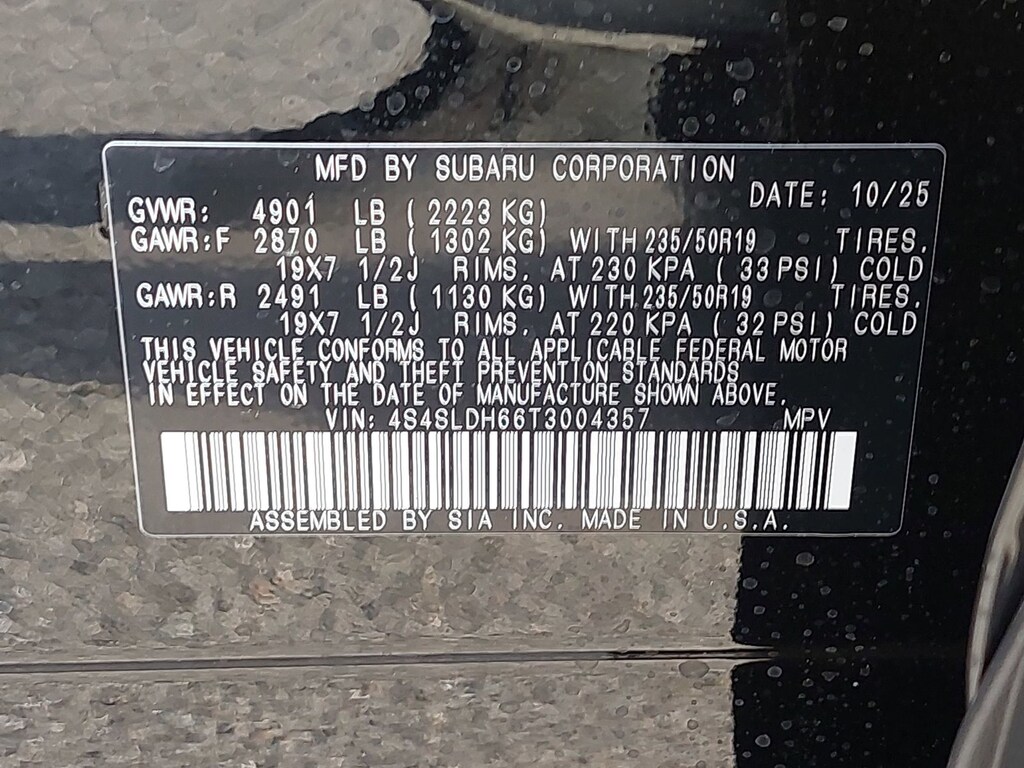 MFD BY SUBARU CORPORATION
DATE: 10/25
GVWR: 4901 LB ( 2223 KG)
GAWR:F 2870 LB ( 1302 KG) WITH 235/50R19 TIRES,
19X7 1/2J RIMS, AT 230 KPA ( 33 PSI) COLD
GAWR:R 2491 LB ( 1130 KG) WITH 235/50R19 TIRES,
19X7 1/2J RIMS, AT 220 KPA ( 32 PSI) COLD
THIS VEHICLE CONFORMS TO ALL APPLICABLE FEDERAL MOTOR
VEHICLE SAFETY AND THEFT PREVENTION STANDARDS
IN EFFECT ON THE DATE OF MANUFACTURE SHOWN ABOVE.
VIN: 4S4SLDH66T3004357 MPV
ASSEMBLED BY SIA INC. MADE IN U.S.A.